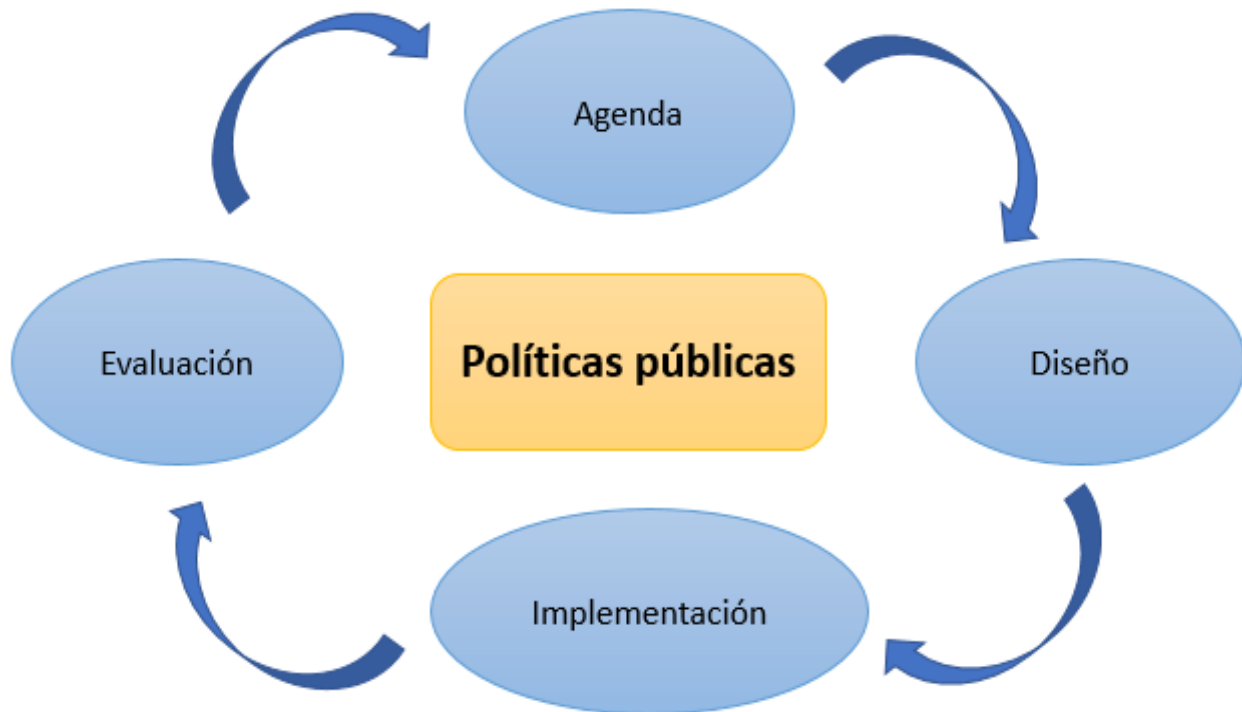 Agenda
Evaluación
Políticas públicas
Diseño
Implementación